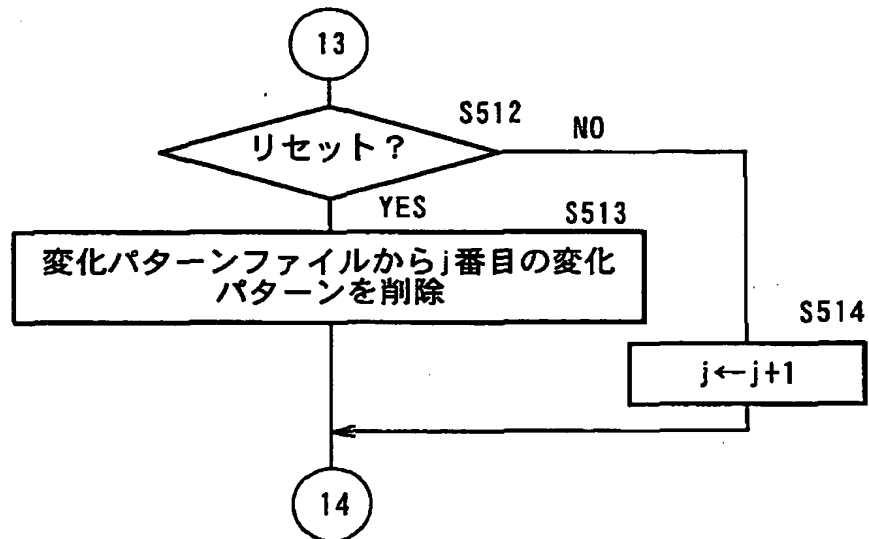 13
S512
リセット？
NO
YES
S513
変化パターンファイルからj番目の変化
パターンを削除
S514
j←j+1
14